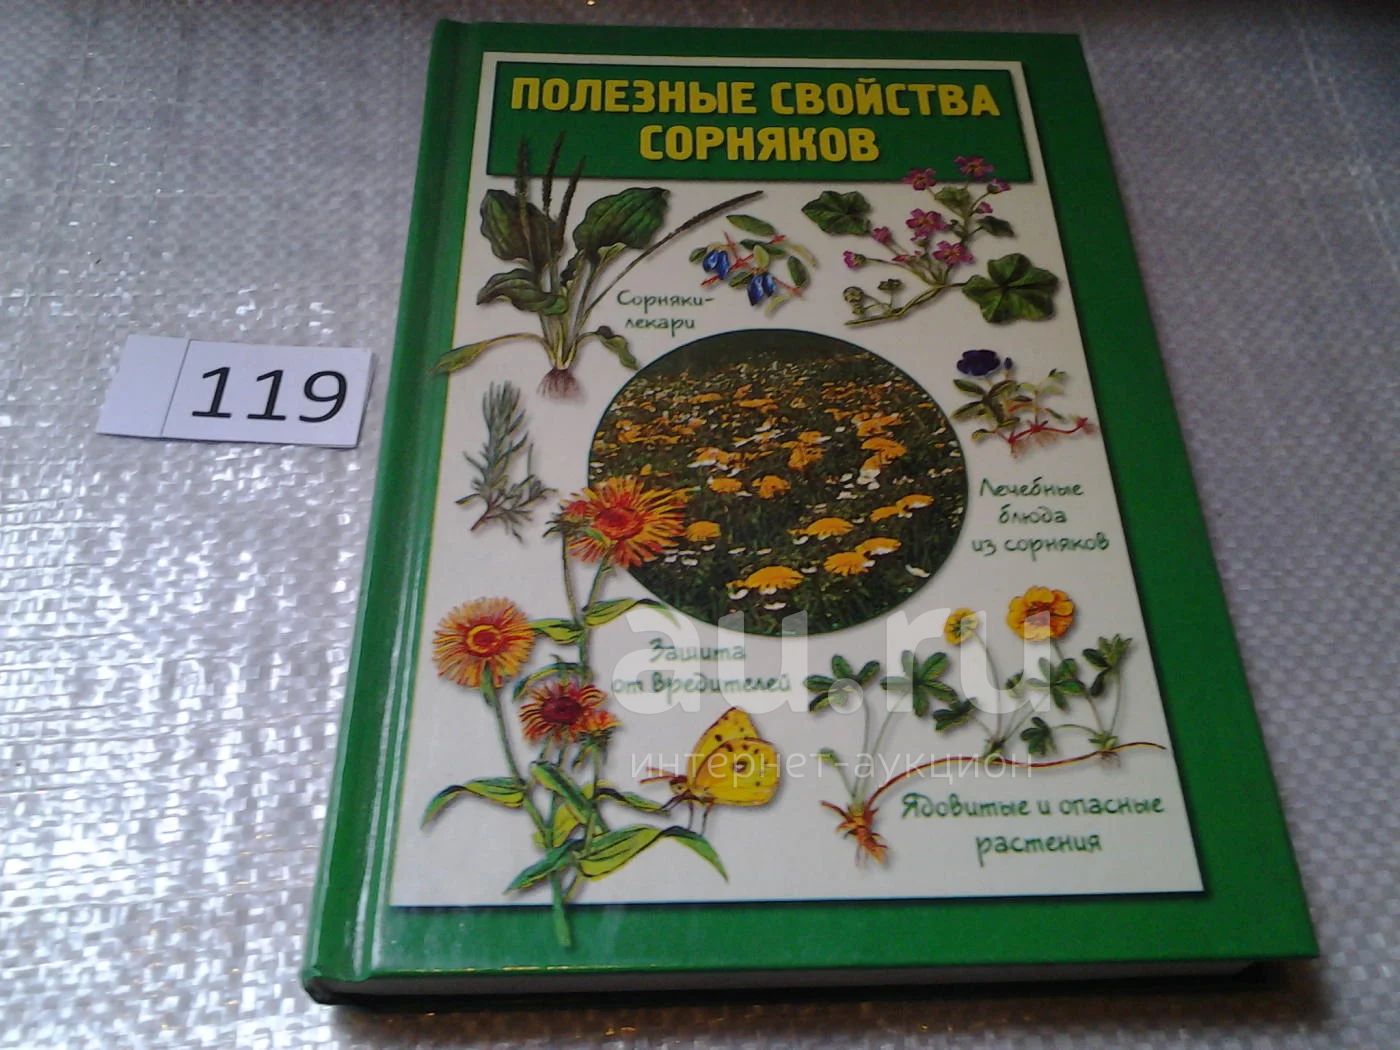 ПОЛЕЗНЫЕ СВОЙСТВА
СОРНЯКОВ
Сорняки-
лекари
119
Лечебные
блюда
из сорняков
Защита
от вредителей
au.ru
интернет-аукцион
Ядовитые и опасные
растения